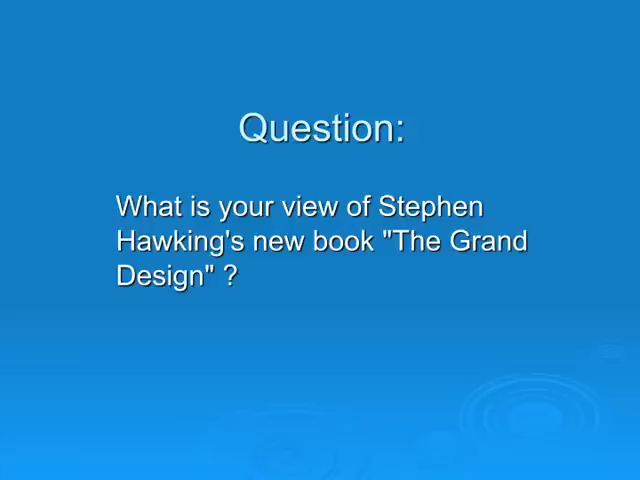 Question:
What is your view of Stephen
Hawking's new book "The Grand
Design" ?